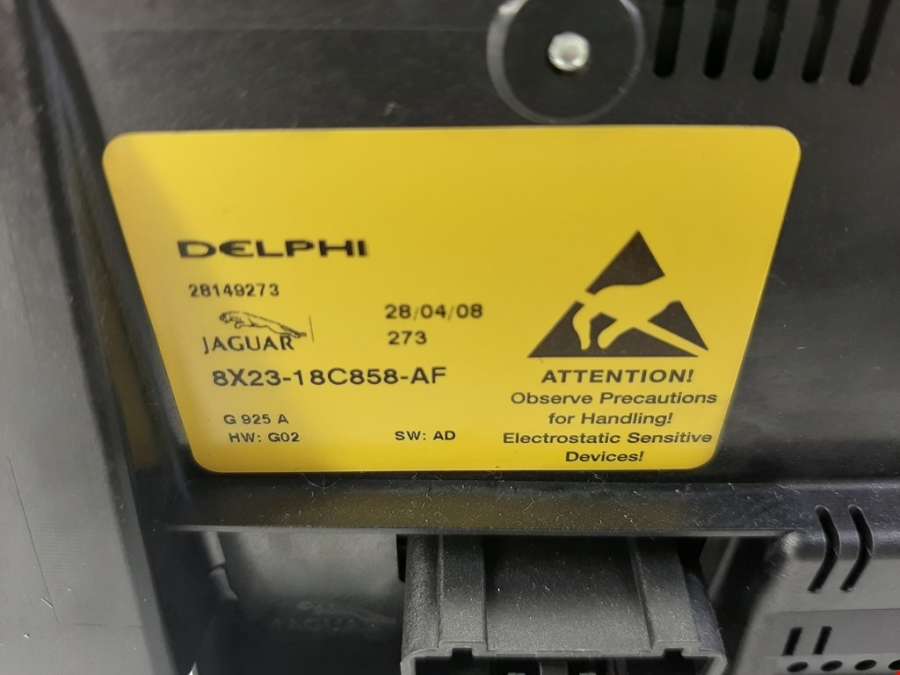 DELPHI
28149273
28/04/08
JAGUAR
273
8X23-18C858-AF
G 925 A
HW: G02
SW: AD
ATTENTION!
Observe Precautions
for Handling!
Electrostatic Sensitive
Devices!
JAGUAR